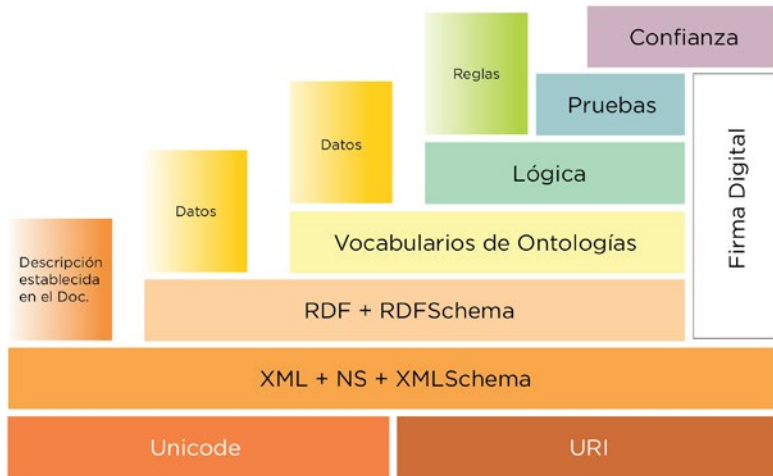 Confianza
Reglas
Pruebas
Datos
Lógica
Firma Digital
Datos
Vocabularios de Ontologías
Descripción
establecida
en el Doc.
RDF + RDFSchema
XML + NS + XMLSchema
Unicode
URI